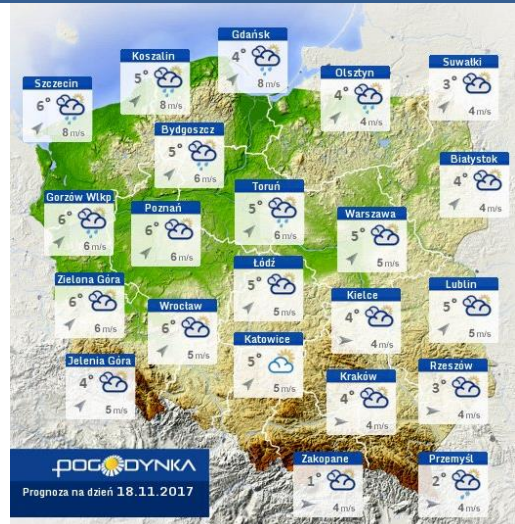 Gdańsk
4°
8 m/s
Koszalin
5°
8 m/s
Szczecin
6°
8 m/s
Olsztyn
4°
4 m/s
Suwałki
3°
4 m/s
Bydgoszcz
5°
6 m/s
Białystok
4°
4 m/s
Gorzów Wlkp
6°
6 m/s
Poznań
6°
6 m/s
Toruń
5°
6 m/s
Warszawa
5°
5 m/s
Zielona Góra
6°
6 m/s
Łódź
5°
5 m/s
Wrocław
6°
5 m/s
Kielce
4°
4 m/s
Lublin
5°
5 m/s
Jelenia Góra
4°
5 m/s
Katowice
5°
5 m/s
Kraków
4°
4 m/s
Rzeszów
3°
4 m/s
Zakopane
1°
4 m/s
Przemyśl
2°
4 m/s
POGODYNKA
Prognoza na dzień 18.11.2017